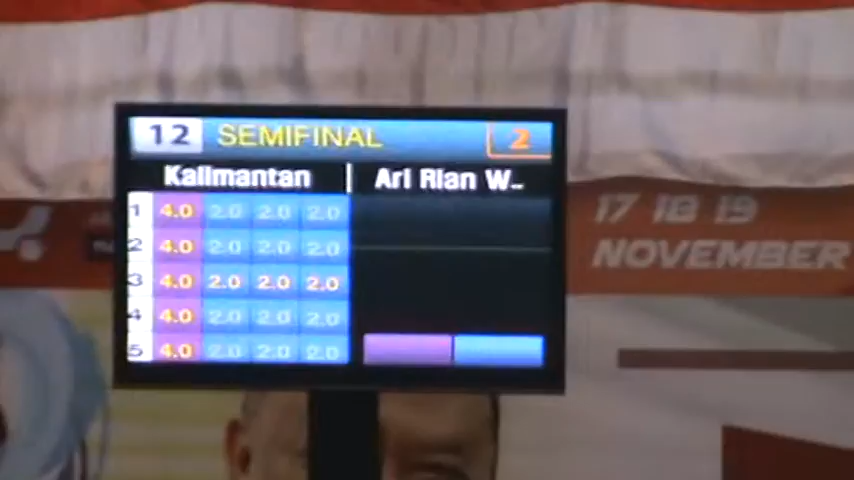 12 SEMIFINAL 2
Kalimantan | Ari Rian W..
1 4.0 2.0 2.0 2.0
2 4.0 2.0 2.0 2.0
3 4.0 2.0 2.0 2.0
4 4.0 2.0 2.0 2.0
5 4.0 2.0 2.0 2.0
17 18 19
NOVEMBER